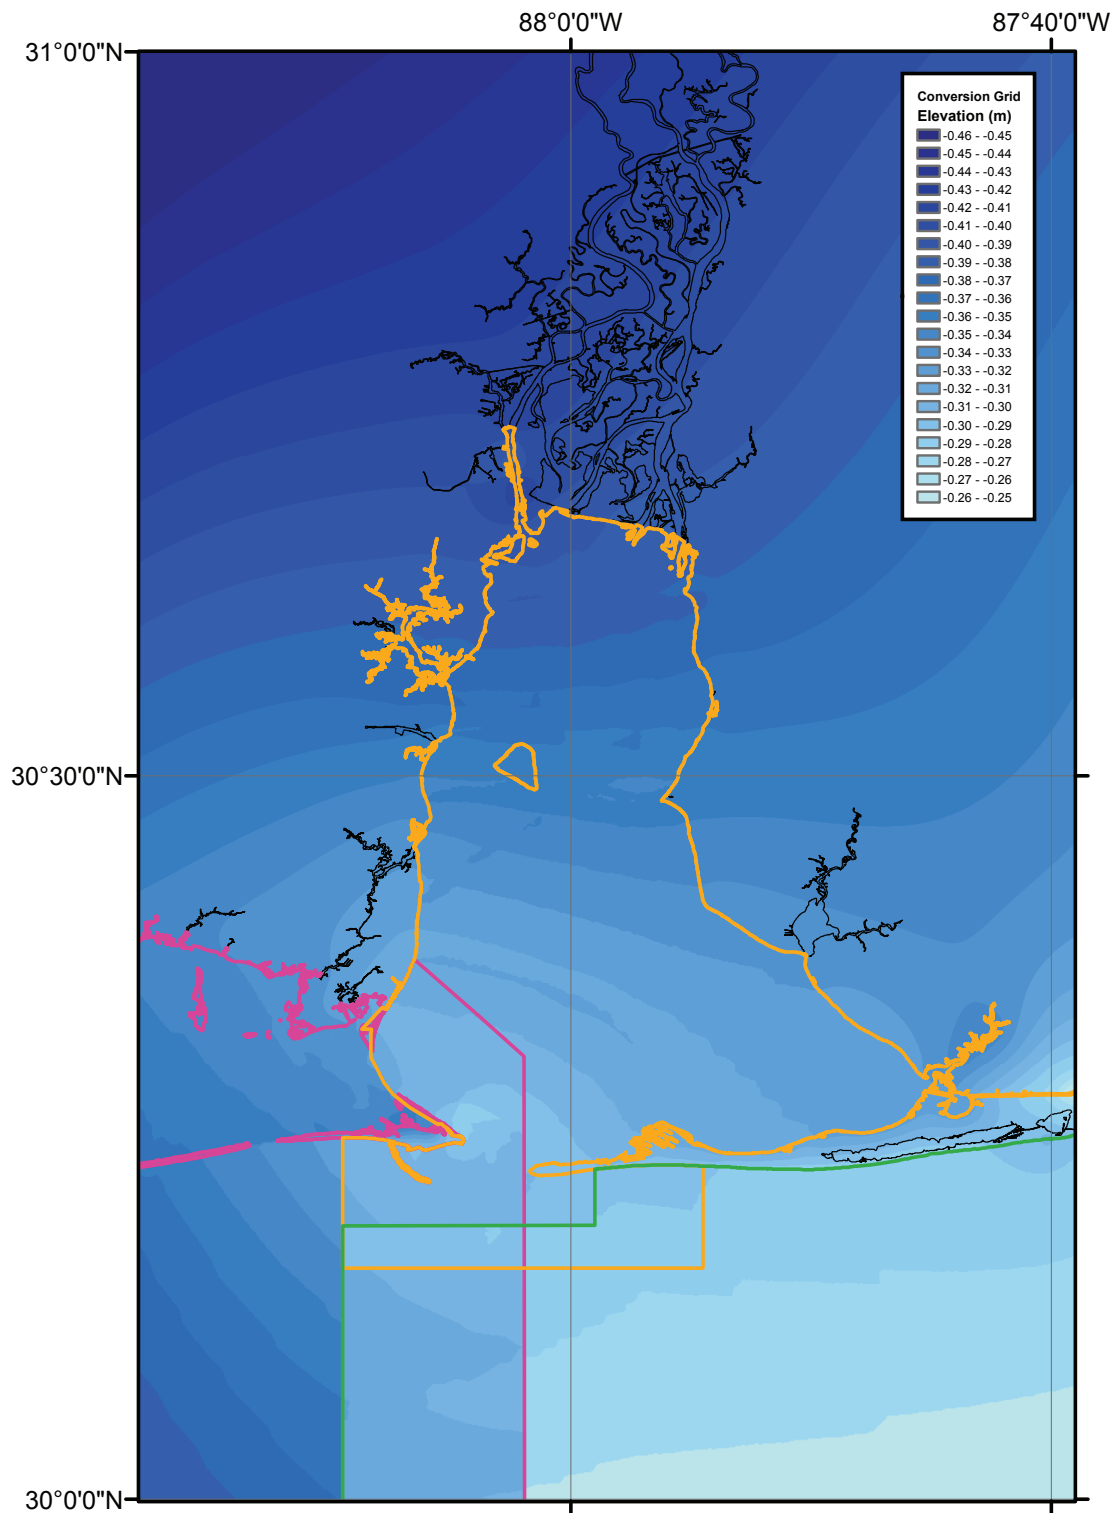 88°0'0"W
87°40'0"W
31°0'0"N
Conversion Grid
Elevation (m)
-0.46 - -0.45
-0.45 - -0.44
-0.44 - -0.43
-0.43 - -0.42
-0.42 - -0.41
-0.41 - -0.40
-0.40 - -0.39
-0.39 - -0.38
-0.38 - -0.37
-0.37 - -0.36
-0.36 - -0.35
-0.35 - -0.34
-0.34 - -0.33
-0.33 - -0.32
-0.32 - -0.31
-0.31 - -0.30
-0.30 - -0.29
-0.29 - -0.28
-0.28 - -0.27
-0.27 - -0.26
-0.26 - -0.25
30°30'0"N
30°0'0"N